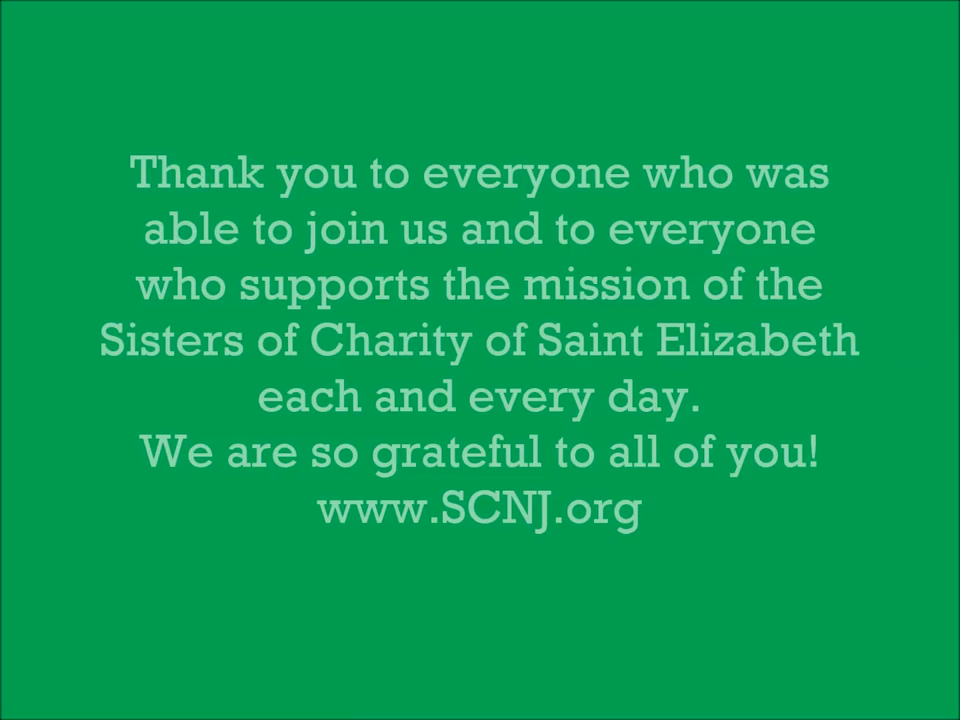 Thank you to everyone who was
able to join us and to everyone
who supports the mission of the
Sisters of Charity of Saint Elizabeth
each and every day.
We are so grateful to all of you!
www.SCNJ.org